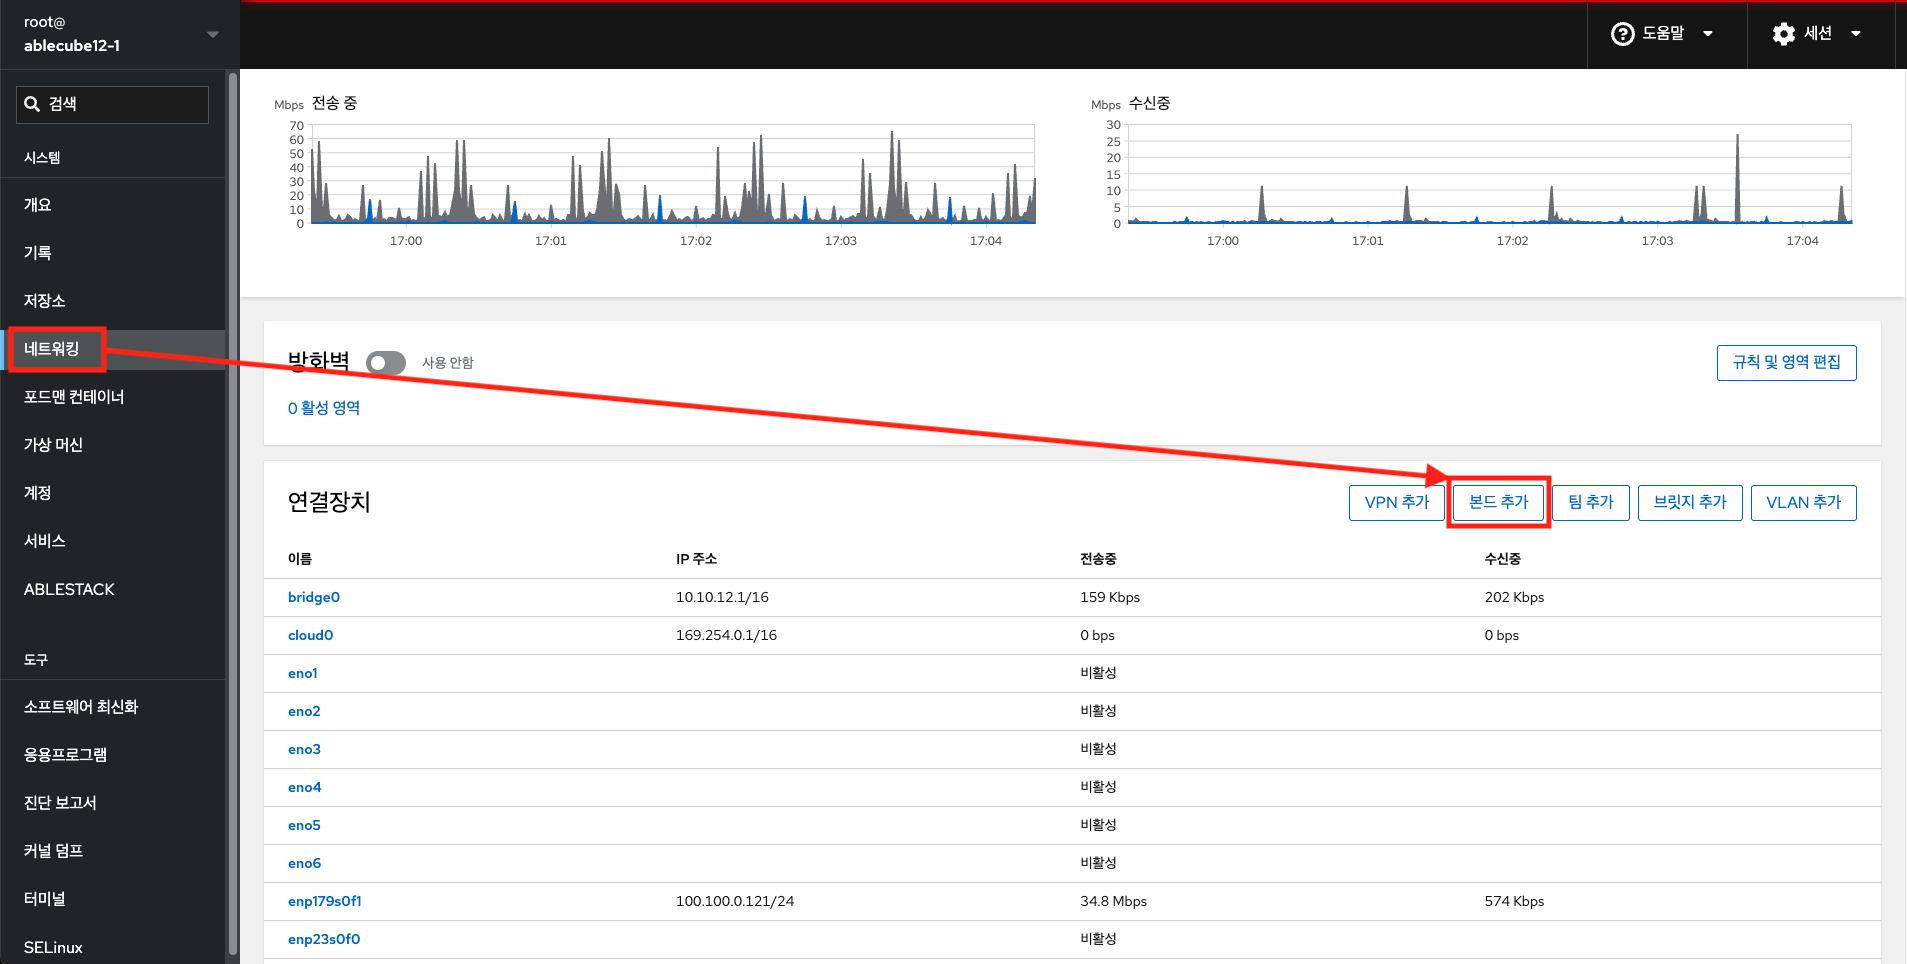 root@
ablecube12-1
도움말
세션
검색
시스템
개요
기록
저장소
네트워킹
포드맨 컨테이너
가상 머신
계정
서비스
ABLESTACK
도구
소프트웨어 최신화
응용프로그램
진단 보고서
커널 덤프
터미널
SELinux
Mbps 전송 중
70
60
50
40
30
20
10
0
17:00 17:01 17:02 17:03 17:04
Mbps 수신중
30
25
20
15
10
5
0
17:00 17:01 17:02 17:03 17:04
방화벽 사용 안함
규칙 및 영역 편집
0 활성 영역
연결장치
VPN 추가 본드 추가 팀 추가 브릿지 추가 VLAN 추가
이름 IP 주소 전송중 수신중
bridge0 10.10.12.1/16 159 Kbps 202 Kbps
cloud0 169.254.0.1/16 0 bps 0 bps
eno1 비활성
eno2 비활성
eno3 비활성
eno4 비활성
eno5 비활성
eno6 비활성
enp179s0f1 100.100.0.121/24 34.8 Mbps 574 Kbps
enp23s0f0 비활성